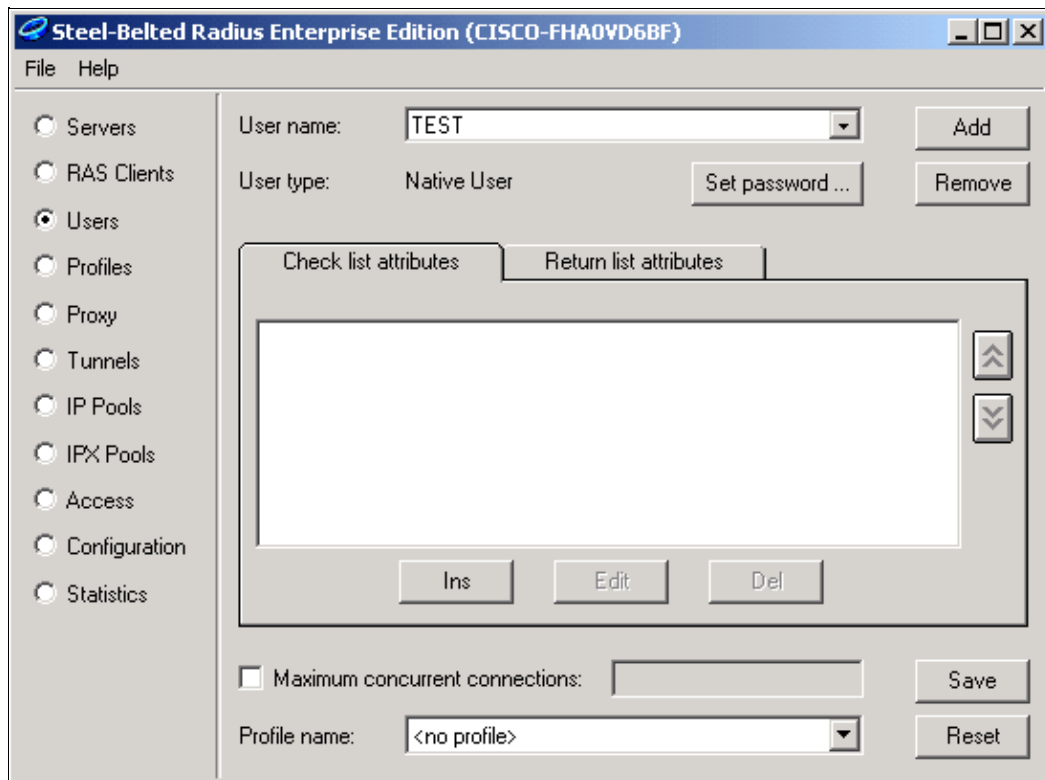 Steel-Belted Radius Enterprise Edition (CISCO-FHA0VD6BF)
File Help
Servers
RAS Clients
Users
Profiles
Proxy
Tunnels
IP Pools
IPX Pools
Access
Configuration
Statistics
User name: TEST Add
User type: Native User Set password ... Remove
Check list attributes Return list attributes
Ins Edit Del
Maximum concurrent connections: Save
Profile name: <no profile> Reset